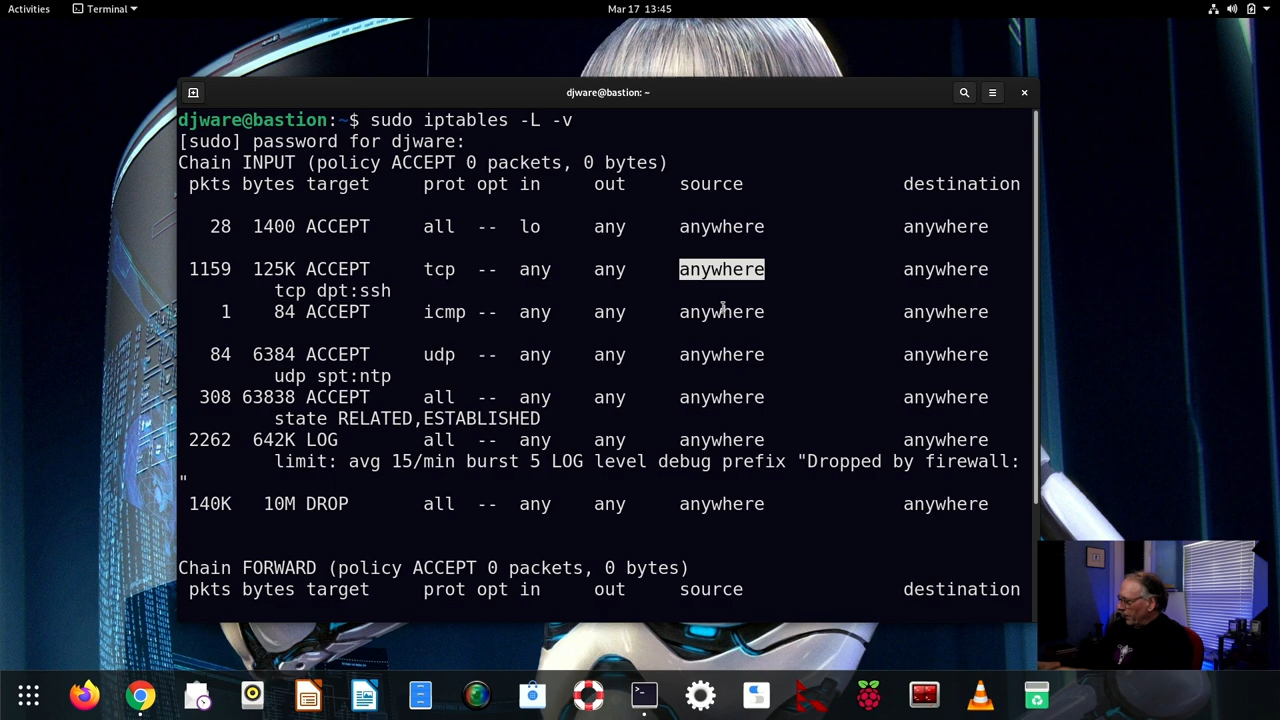 Activities Terminal Mar 17 13:45
djware@bastion: ~
djware@bastion:~$ sudo iptables -L -v
[sudo] password for djware:
Chain INPUT (policy ACCEPT 0 packets, 0 bytes)
pkts bytes target prot opt in out source destination
28 1400 ACCEPT all -- lo any anywhere anywhere
1159 125K ACCEPT tcp -- any any anywhere anywhere
tcp dpt:ssh
1 84 ACCEPT icmp -- any any anywhere anywhere
84 6384 ACCEPT udp -- any any anywhere anywhere
udp spt:ntp
308 63838 ACCEPT all -- any any anywhere anywhere
state RELATED,ESTABLISHED
2262 642K LOG all -- any any anywhere anywhere
limit: avg 15/min burst 5 LOG level debug prefix "Dropped by firewall:
"
140K 10M DROP all -- any any anywhere anywhere
Chain FORWARD (policy ACCEPT 0 packets, 0 bytes)
pkts bytes target prot opt in out source destination